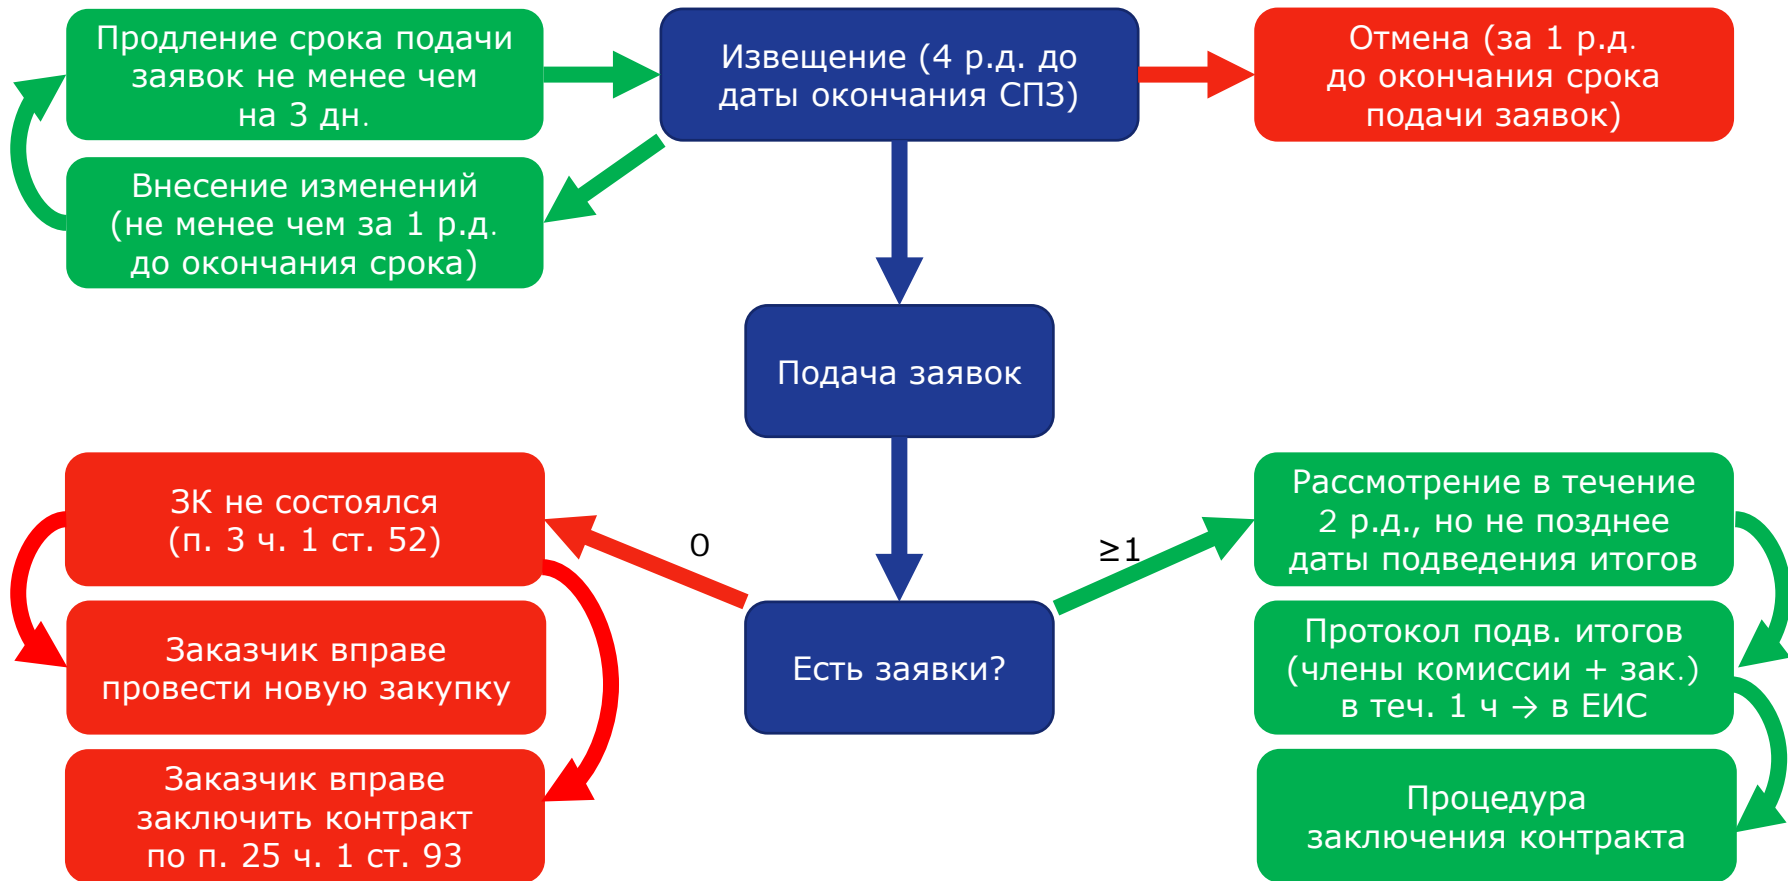 Продление срока подачи
заявок не менее чем
на 3 дн.
Извещение (4 р.д. до
даты окончания СПЗ)
Отмена (за 1 р.д.
до окончания срока
подачи заявок)
Внесение изменений
(не менее чем за 1 р.д.
до окончания срока)
Подача заявок
ЗК не состоялся
(п. 3 ч. 1 ст. 52)
0
≥1
Рассмотрение в течение
2 р.д., но не позднее
даты подведения итогов
Заказчик вправе
провести новую закупку
Есть заявки?
Протокол подв. итогов
(члены комиссии + зак.)
в теч. 1 ч → в ЕИС
Заказчик вправе
заключить контракт
по п. 25 ч. 1 ст. 93
Процедура
заключения контракта